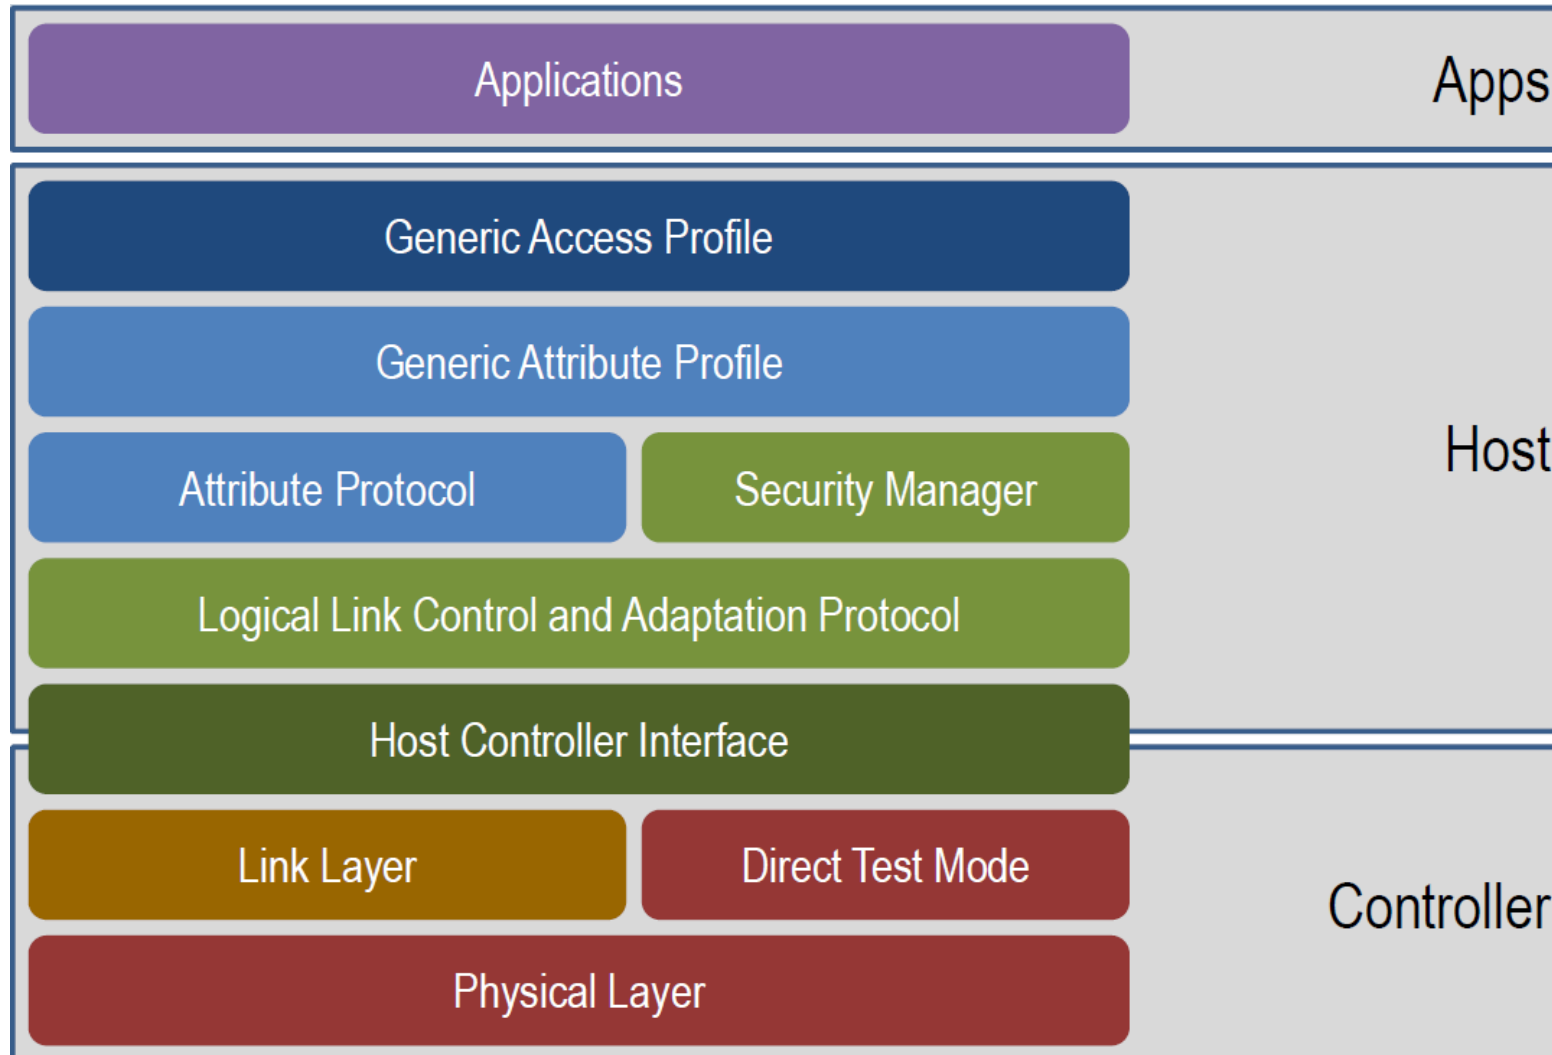 Applications
Apps
Generic Access Profile
Generic Attribute Profile
Host
Attribute Protocol
Security Manager
Logical Link Control and Adaptation Protocol
Host Controller Interface
Link Layer
Direct Test Mode
Controller
Physical Layer